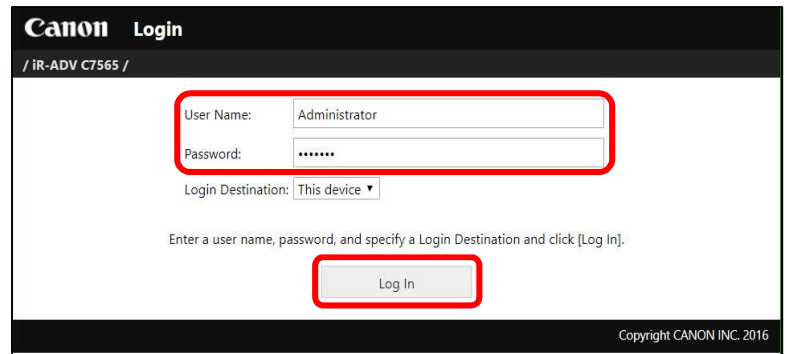 Canon Login
/ iR-ADV C7565 /
User Name: Administrator
Password: •••••••
Login Destination: This device ▼
Enter a user name, password, and specify a Login Destination and click [Log In].
Log In
Copyright CANON INC. 2016